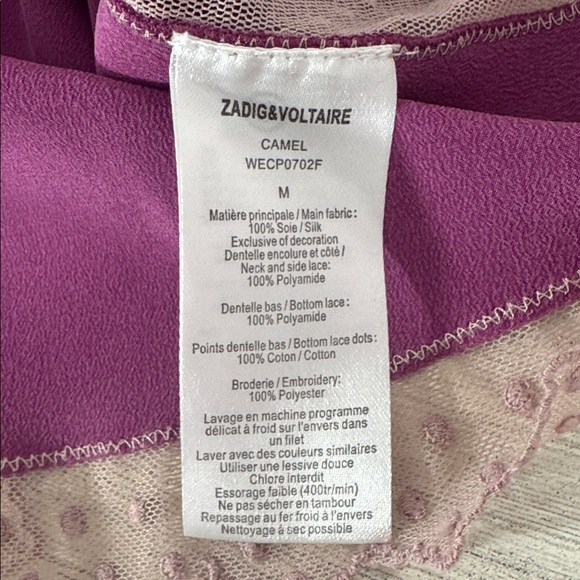 ZADIG&VOLTAIRE
CAMEL
WECP0702F
M
Matière principale / Main fabric:
100% Soie / Silk
Exclusive of decoration
Dentelle encolure et côté /
Neck and side lace:
100% Polyamide
Dentelle bas / Bottom lace:
100% Polyamide
Points dentelle bas / Bottom lace dots:
100% Coton / Cotton
Broderie / Embroidery:
100% Polyester
Lavage en machine programme
délicat à froid sur l'envers dans
un filet
Laver avec des couleurs similaires
Utiliser une lessive douce
Chlore interdit
Essorage faible (400tr/min)
Ne pas sécher en tambour
Repassage au fer froid à l'envers
Nettoyage à sec possible